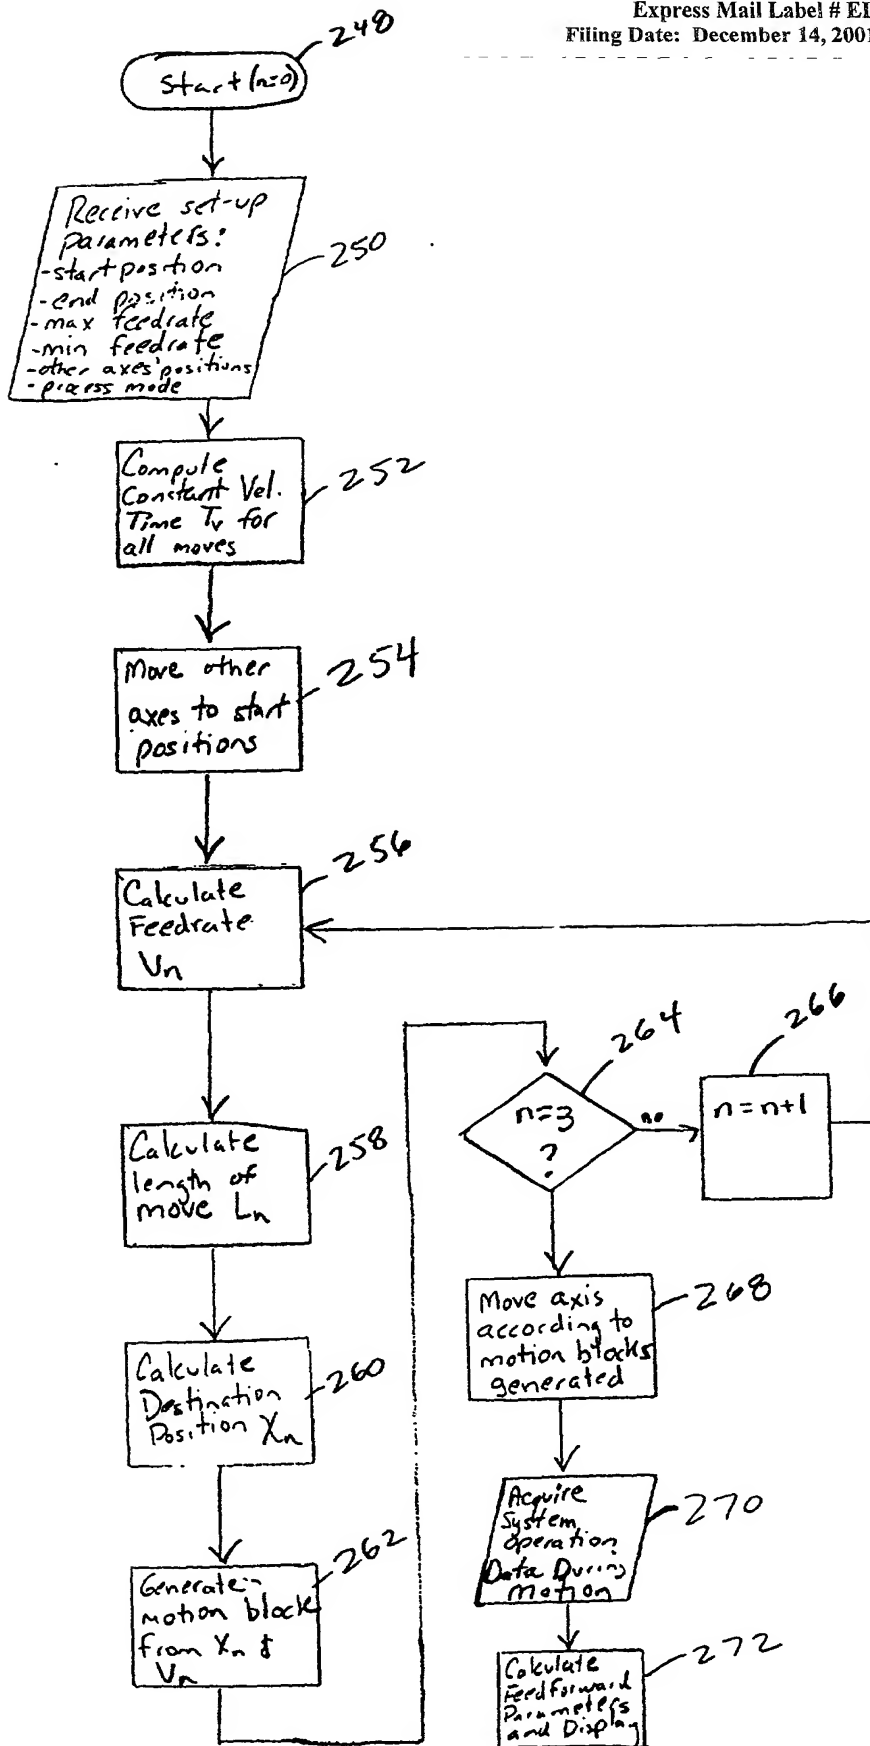 Express Mail Label # EL
Filing Date: December 14, 2001
248
Start (n=0)
Receive set-up
parameters:
-start position
-end position
-max feedrate
-min feedrate
-other axes' positions
-process mode
250
Compute
Constant Vel.
Time Tv for
all moves
252
Move other
axes to start
positions
254
Calculate
Feedrate
Vn
256
Calculate
length of
move Ln
258
Calculate
Destination
Position Xn
260
Generate
motion block
from Xn &
Vn
262
n=3
?
264
no
n=n+1
266
Move axis
according to
motion blocks
generated
268
Acquire
System
operation
Data During
Motion
270
Calculate
Feedforward
Parameters
and Display
272